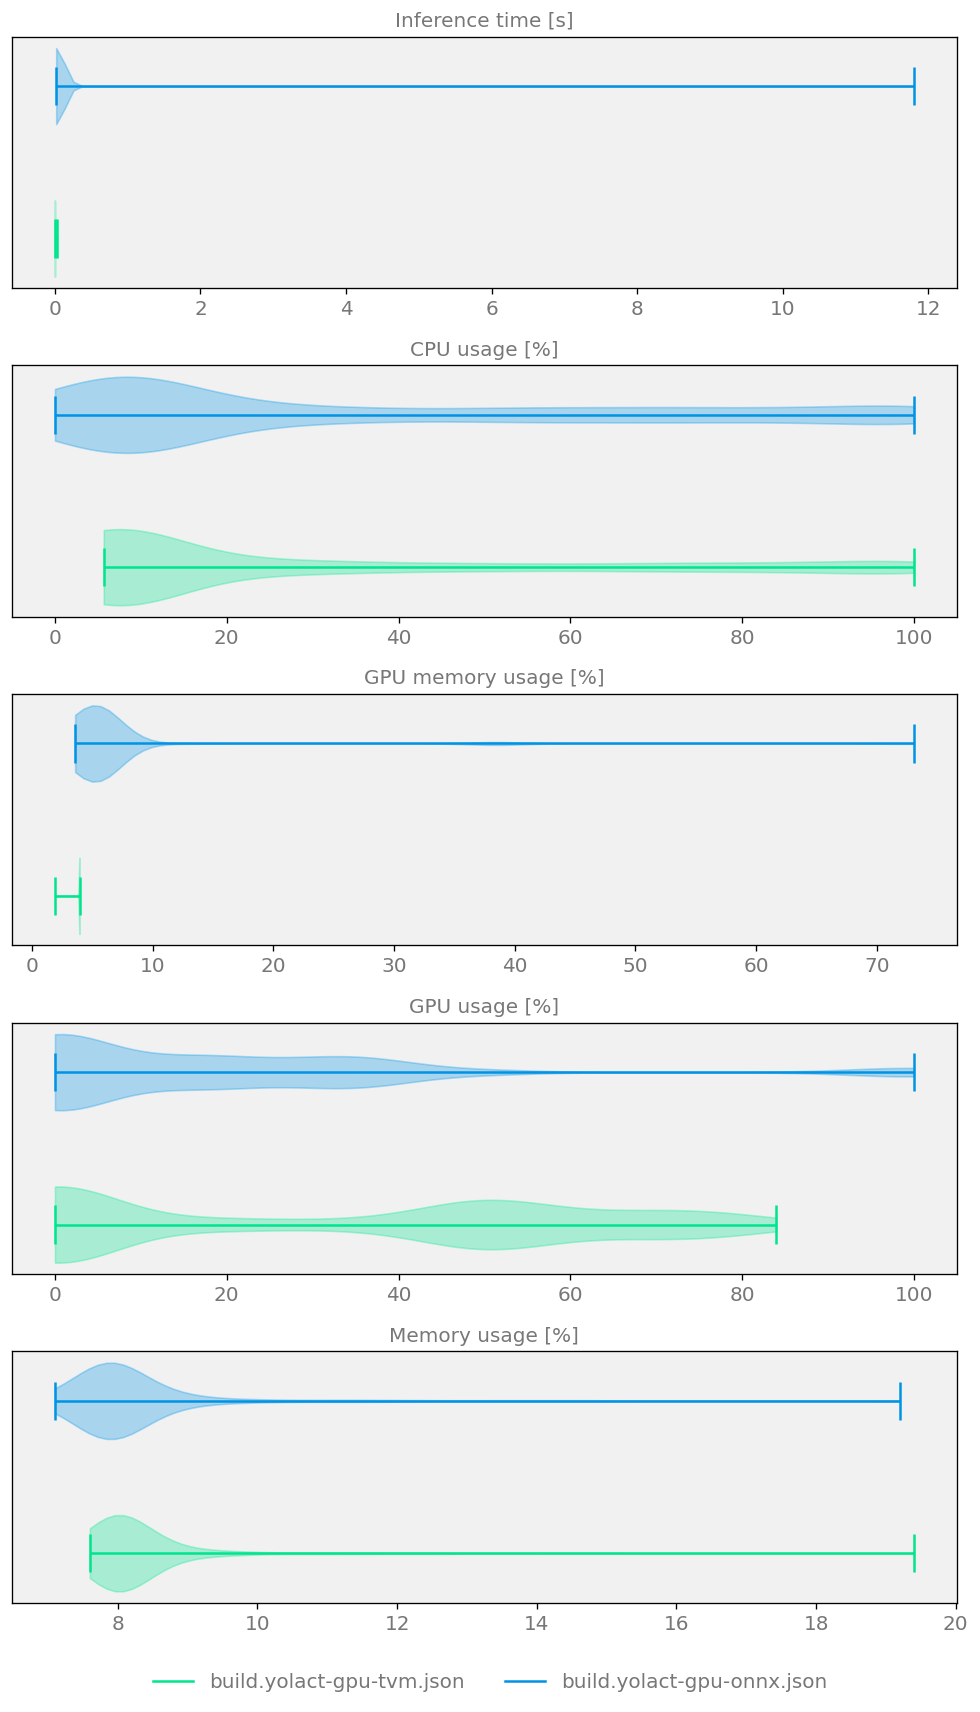 Inference time [s]
0 2 4 6 8 10 12
CPU usage [%]
0 20 40 60 80 100
GPU memory usage [%]
0 10 20 30 40 50 60 70
GPU usage [%]
0 20 40 60 80 100
Memory usage [%]
8 10 12 14 16 18 20
build.yolact-gpu-tvm.json build.yolact-gpu-onnx.json